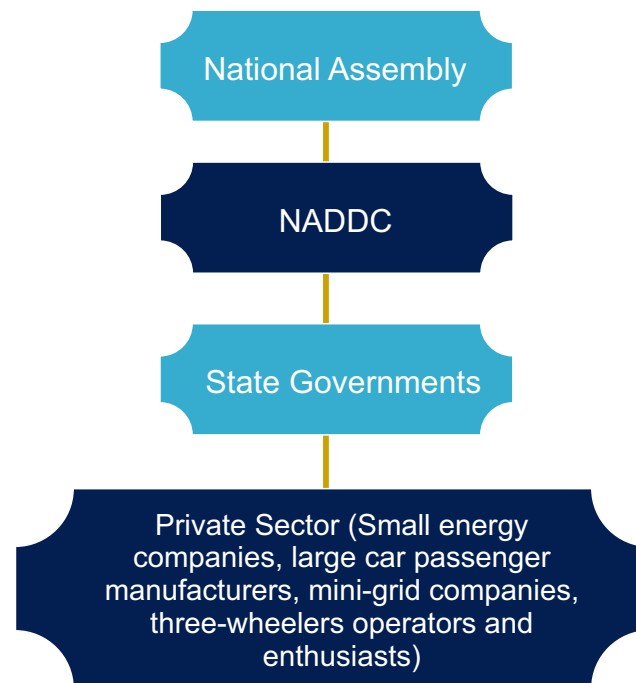 National Assembly
NADDC
State Governments
Private Sector (Small energy
companies, large car passenger
manufacturers, mini-grid companies,
three-wheelers operators and
enthusiasts)